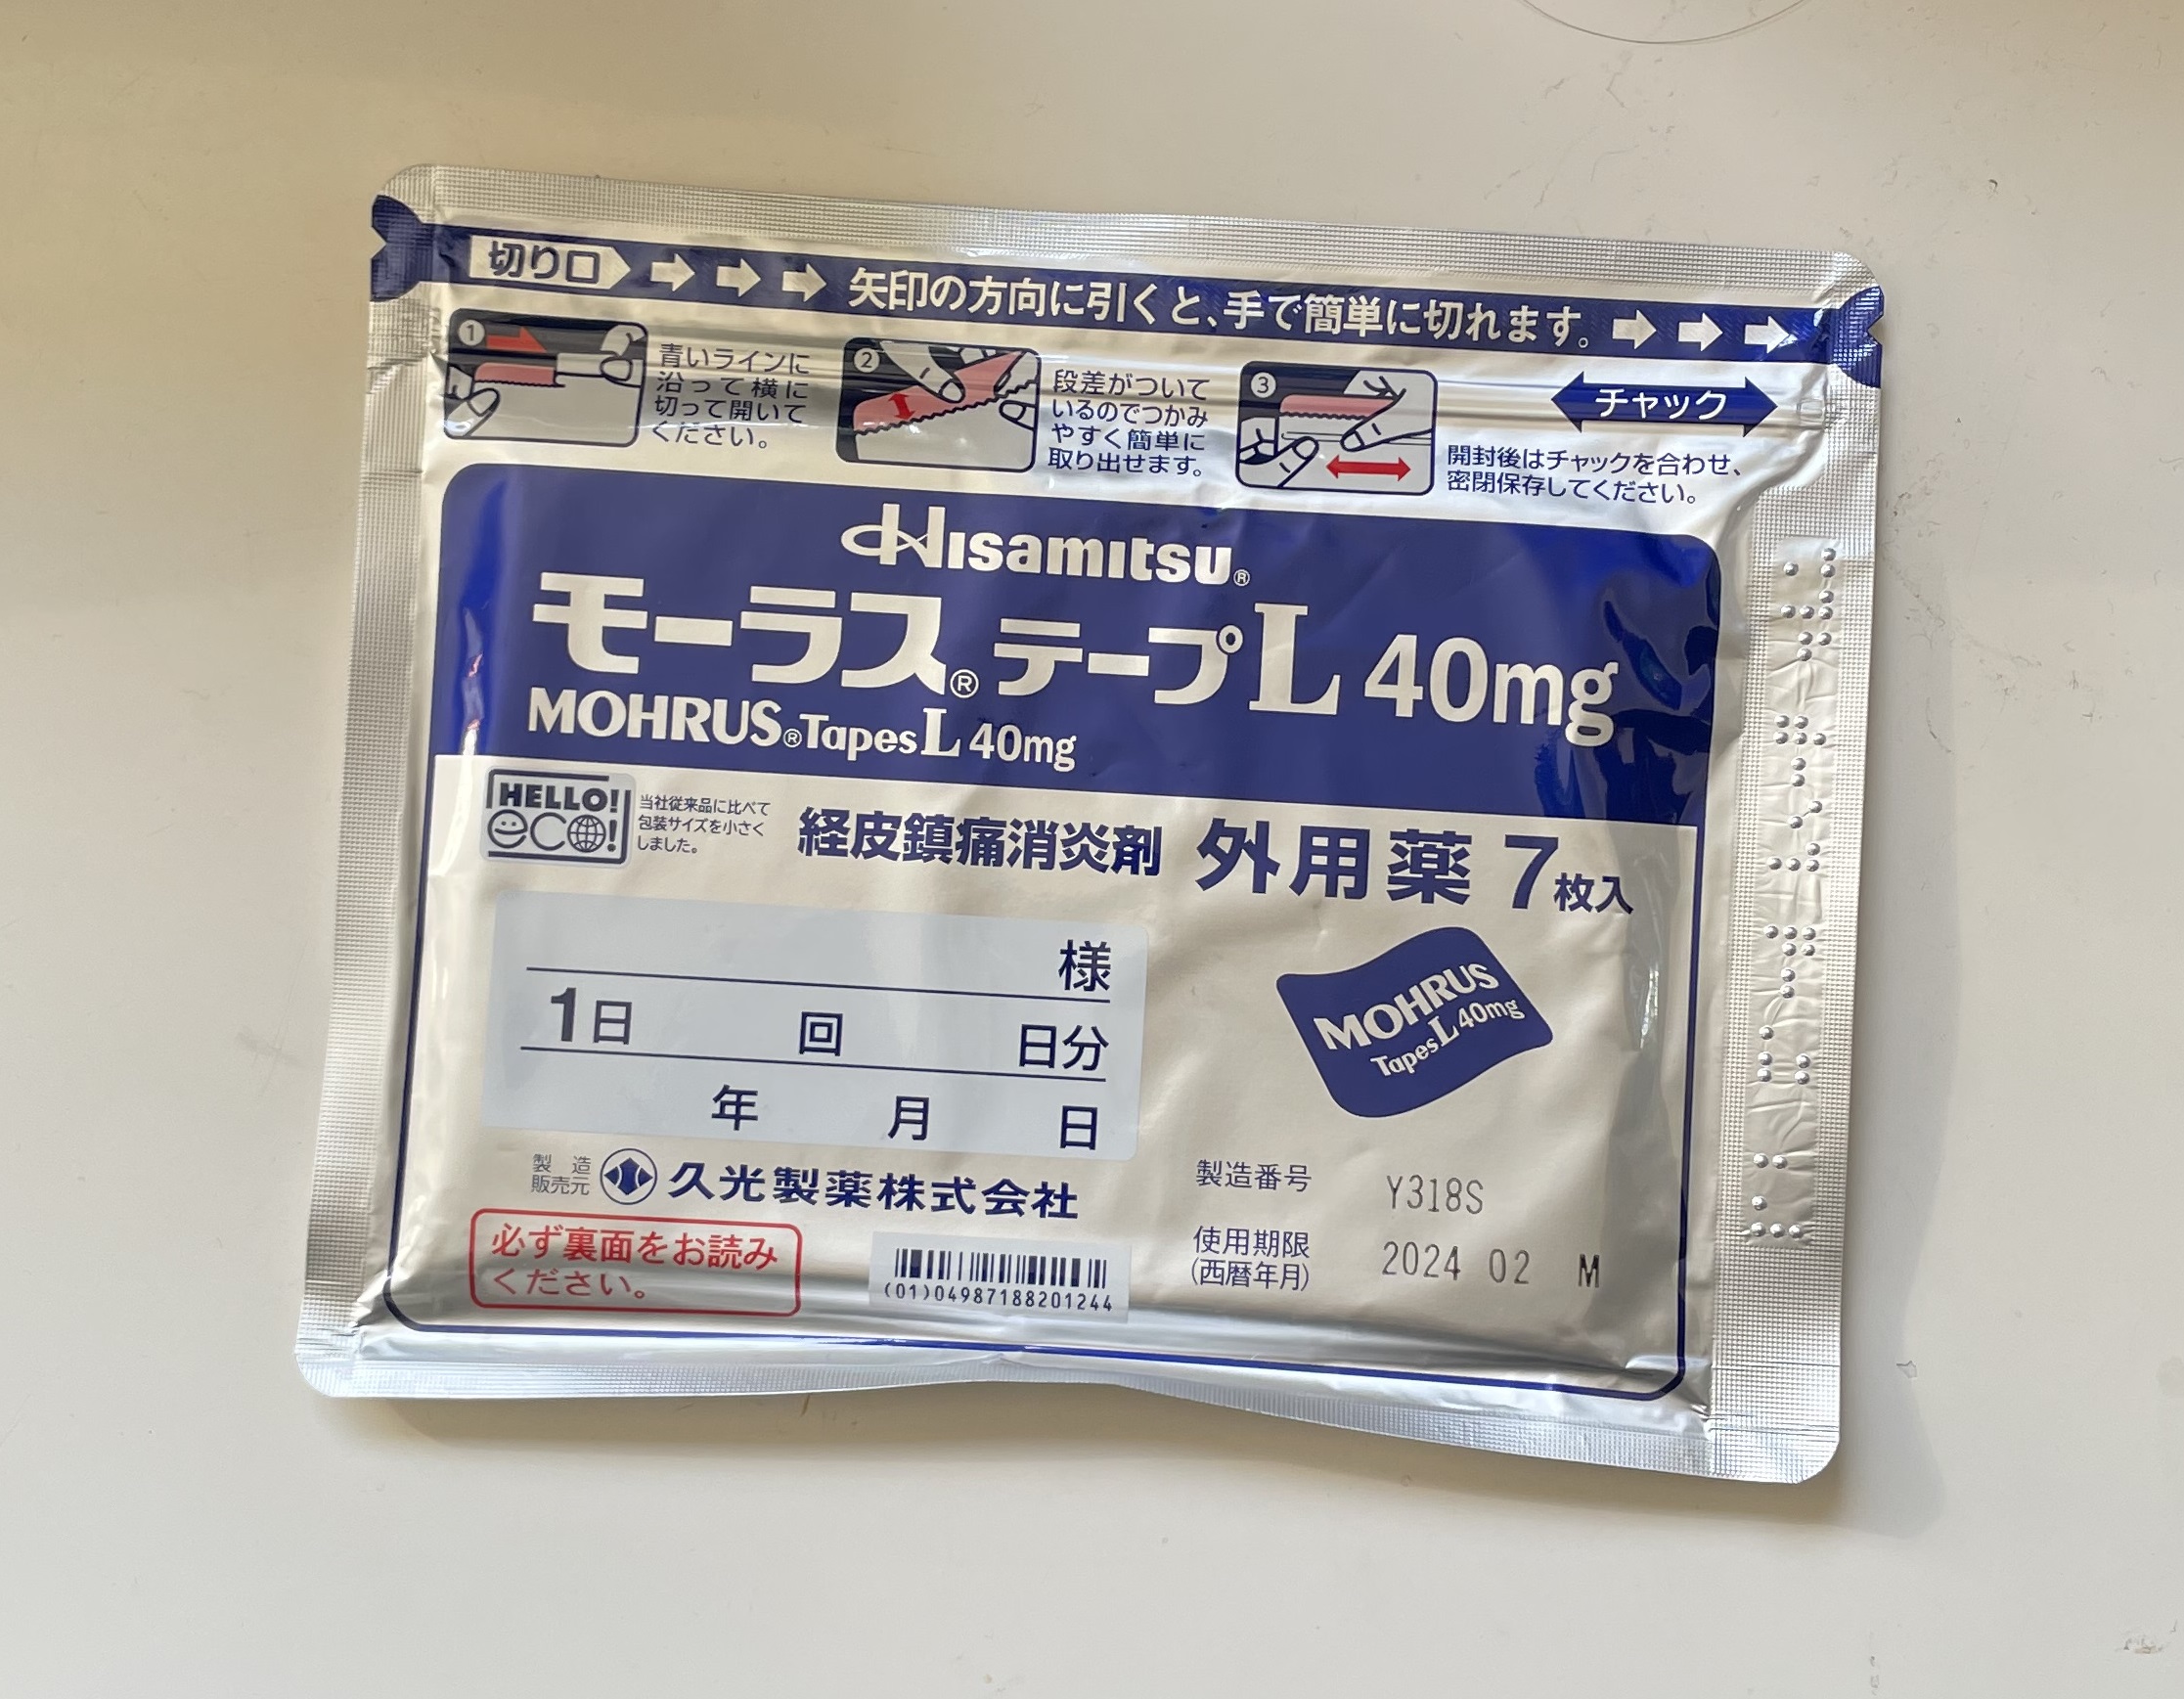 切り口
矢印の方向に引くと、手で簡単に切れます。
1
青いラインに
沿って横に
切って開いて
ください。
2
段差がついて
いるのでつかみ
やすく簡単に
取り出せます。
3
チャック
開封後はチャックを合わせ、
密閉保存してください。
Hisamitsu®
モーラス®テープL 40mg
MOHRUS®Tapes L 40mg
HELLO!
eco!
当社従来品に比べて
包装サイズを小さく
しました。
経皮鎮痛消炎剤 外用薬 7枚入
様
1日 回 日分
年 月 日
MOHRUS
Tapes L 40mg
製造
販売元
久光製薬株式会社
製造番号 Y318S
使用期限
(西暦年月)
2024 02 M
必ず裏面をお読み
ください。
(01)04987188201244